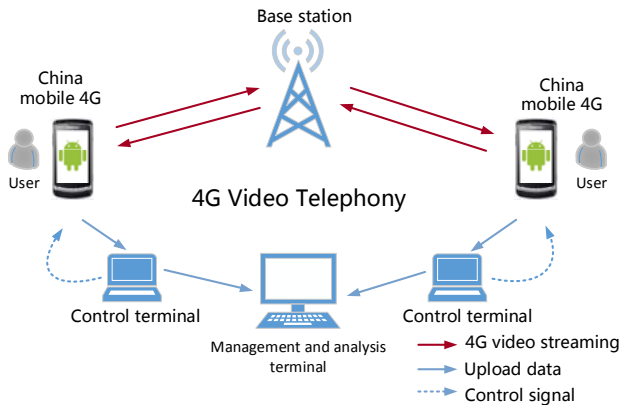 Base station
China
mobile 4G
China
mobile 4G
User
User
4G Video Telephony
Control terminal
Control terminal
Management and analysis
terminal
4G video streaming
Upload data
Control signal